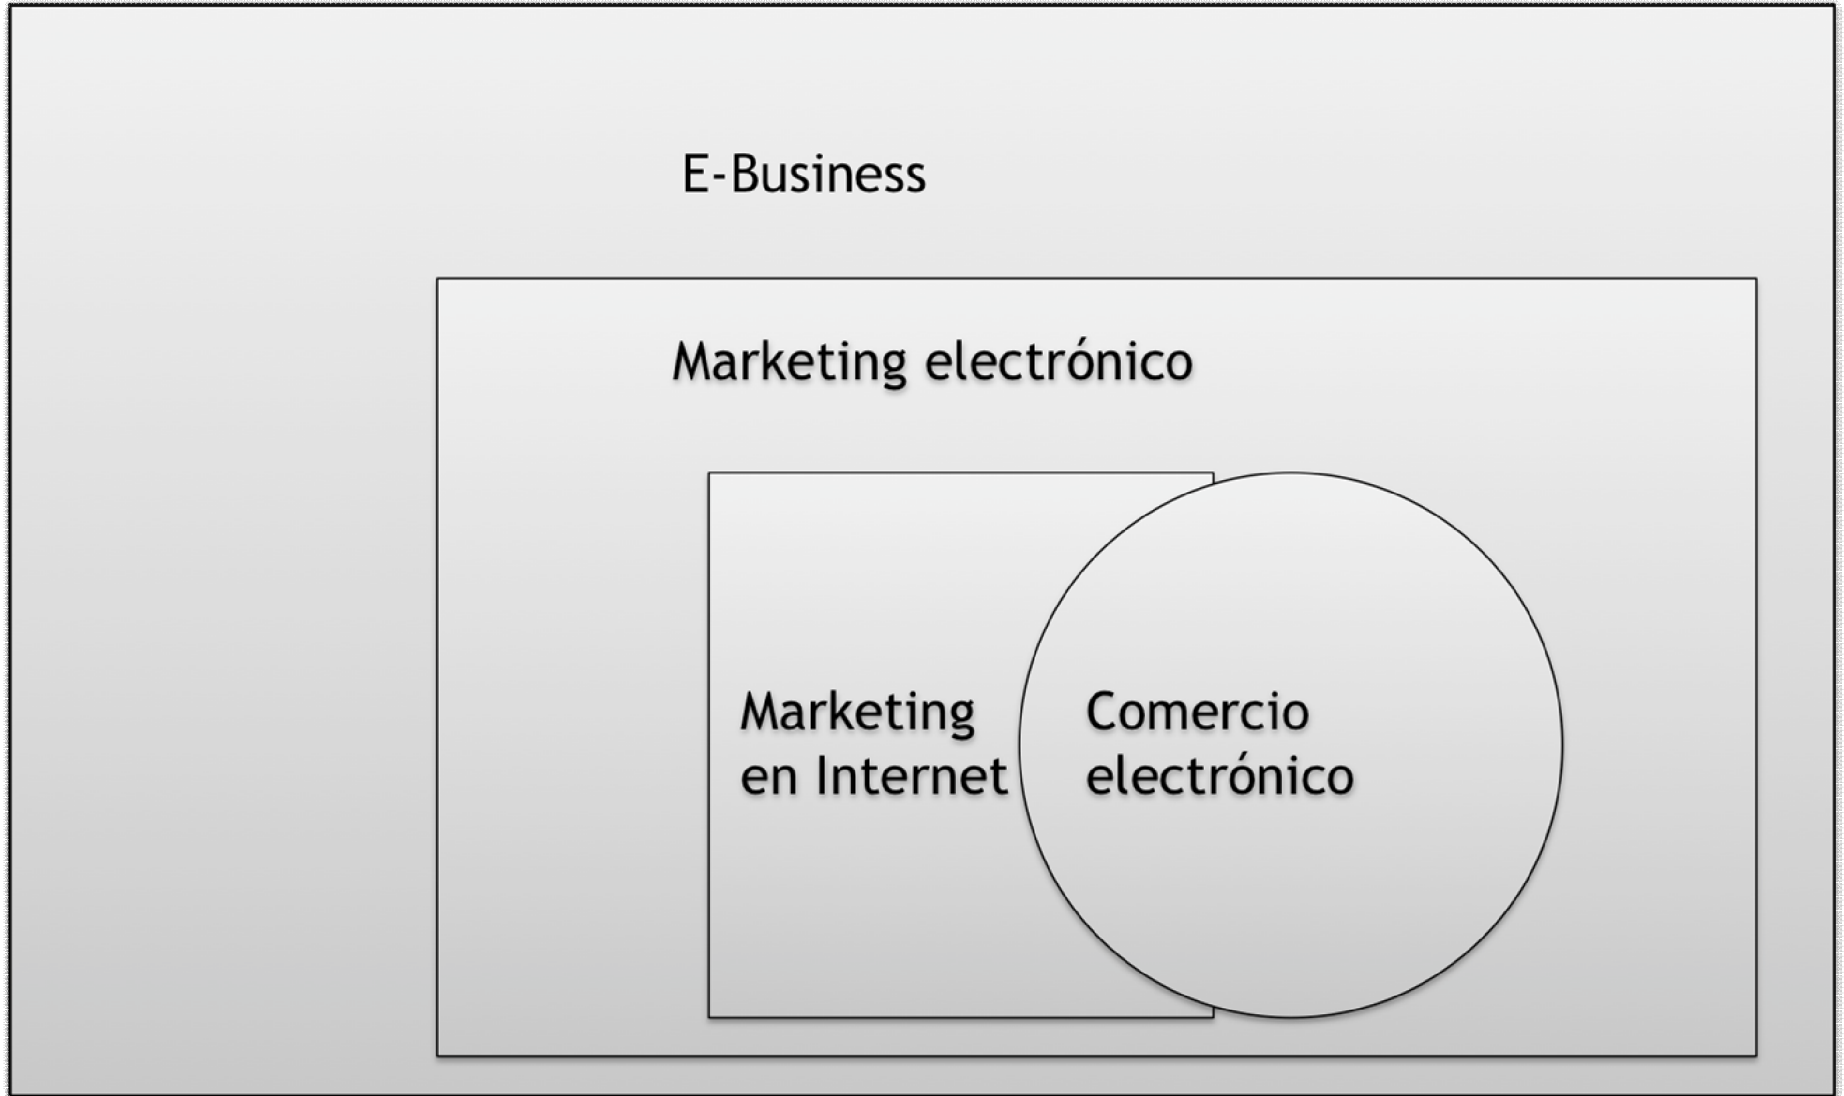 E-Business
Marketing electrónico
Marketing
en Internet
Comercio
electrónico